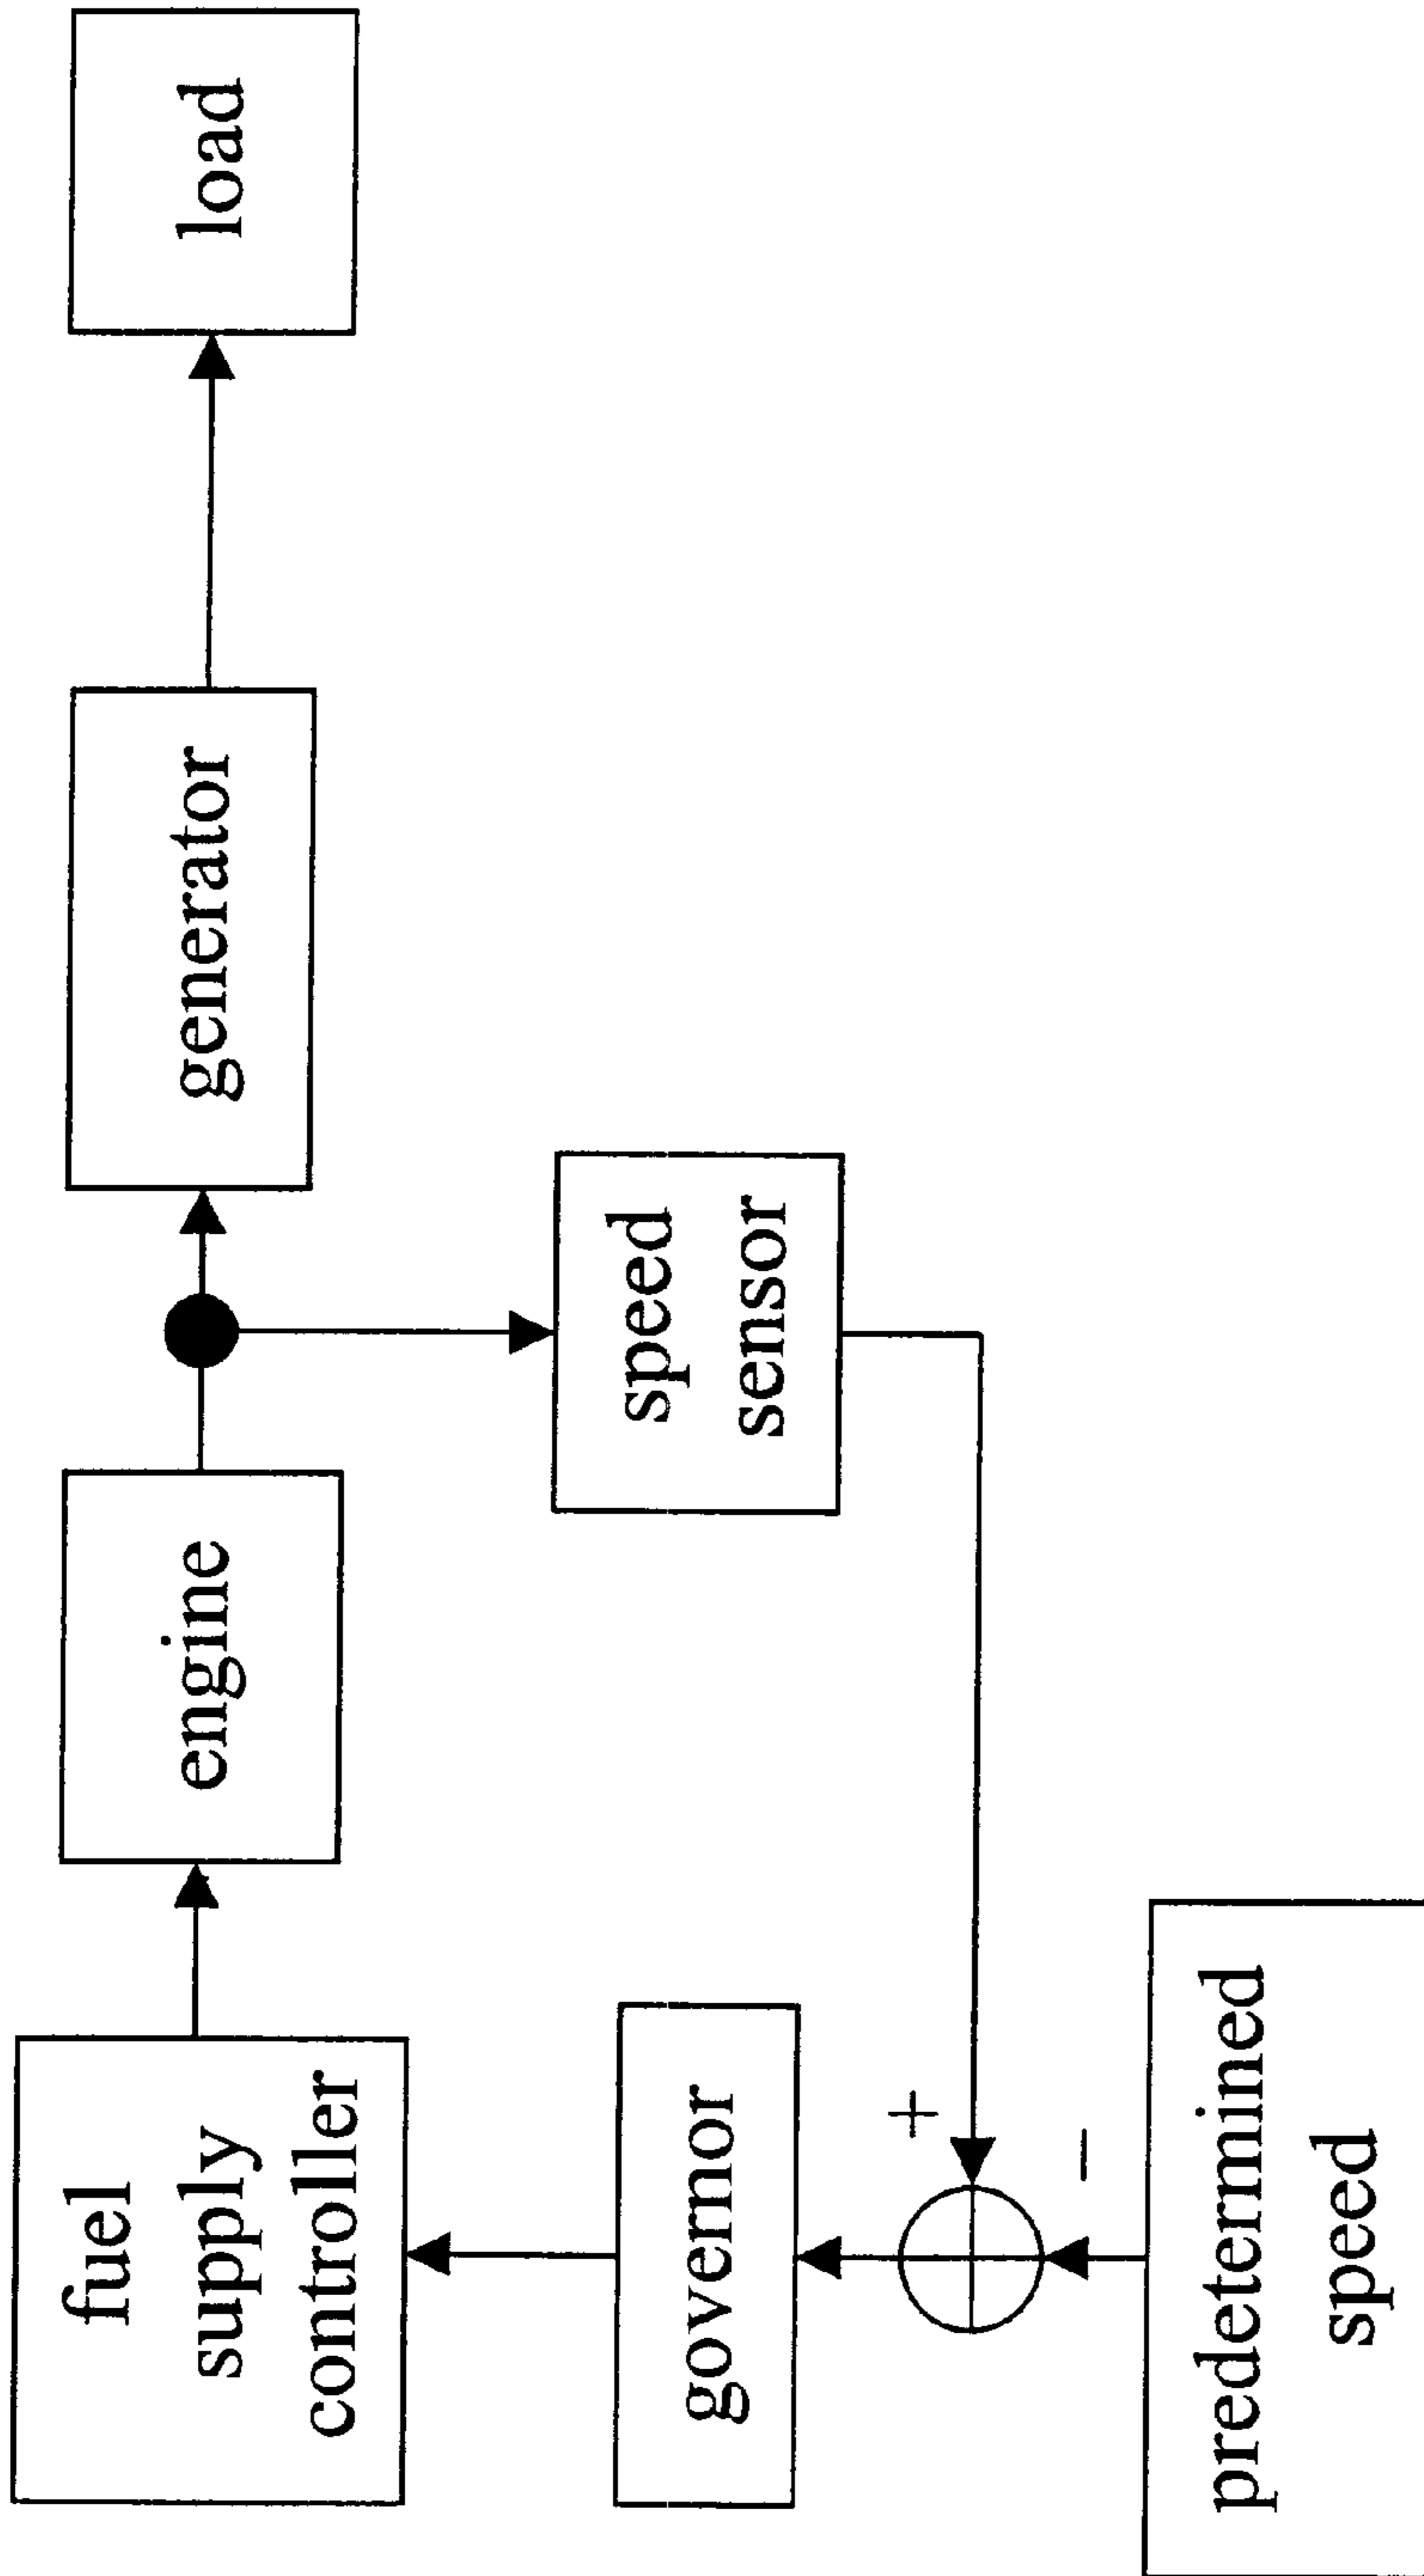 fuel
supply
controller
engine
generator
load
governor
speed
sensor
+
−
predetermined
speed